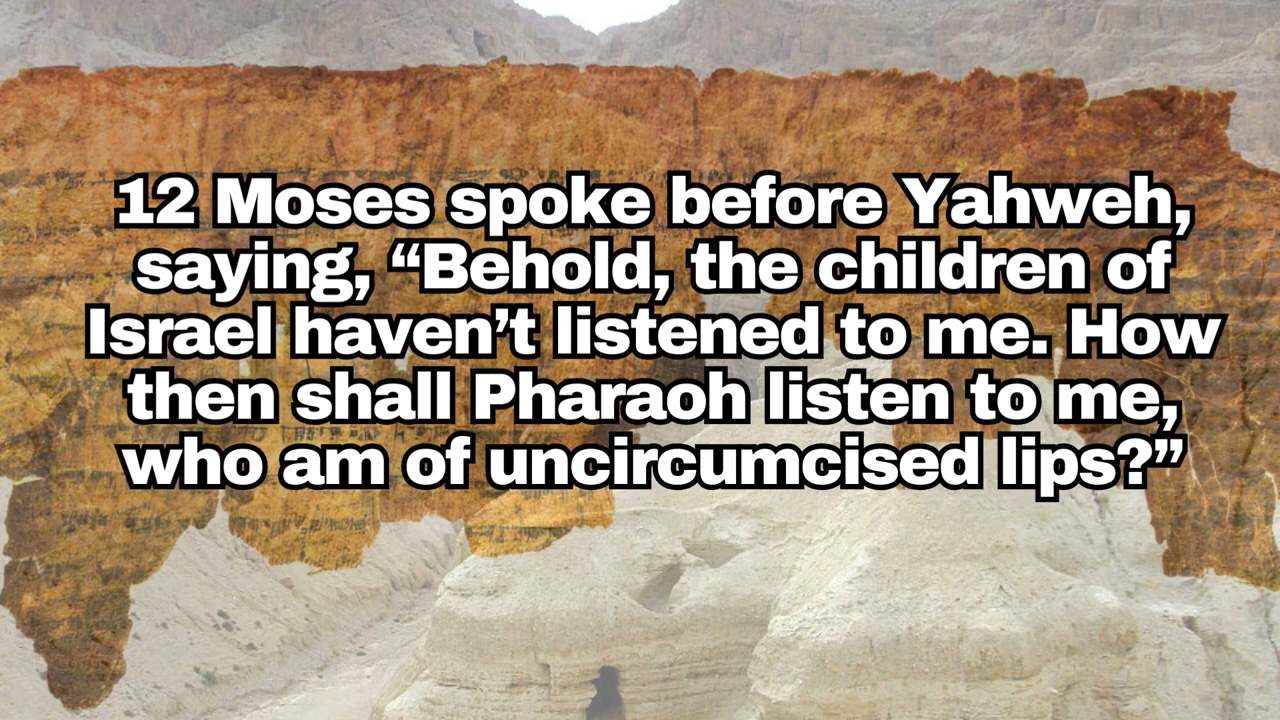 12 Moses spoke before Yahweh,
saying, “Behold, the children of
Israel haven’t listened to me. How
then shall Pharaoh listen to me,
who am of uncircumcised lips?”